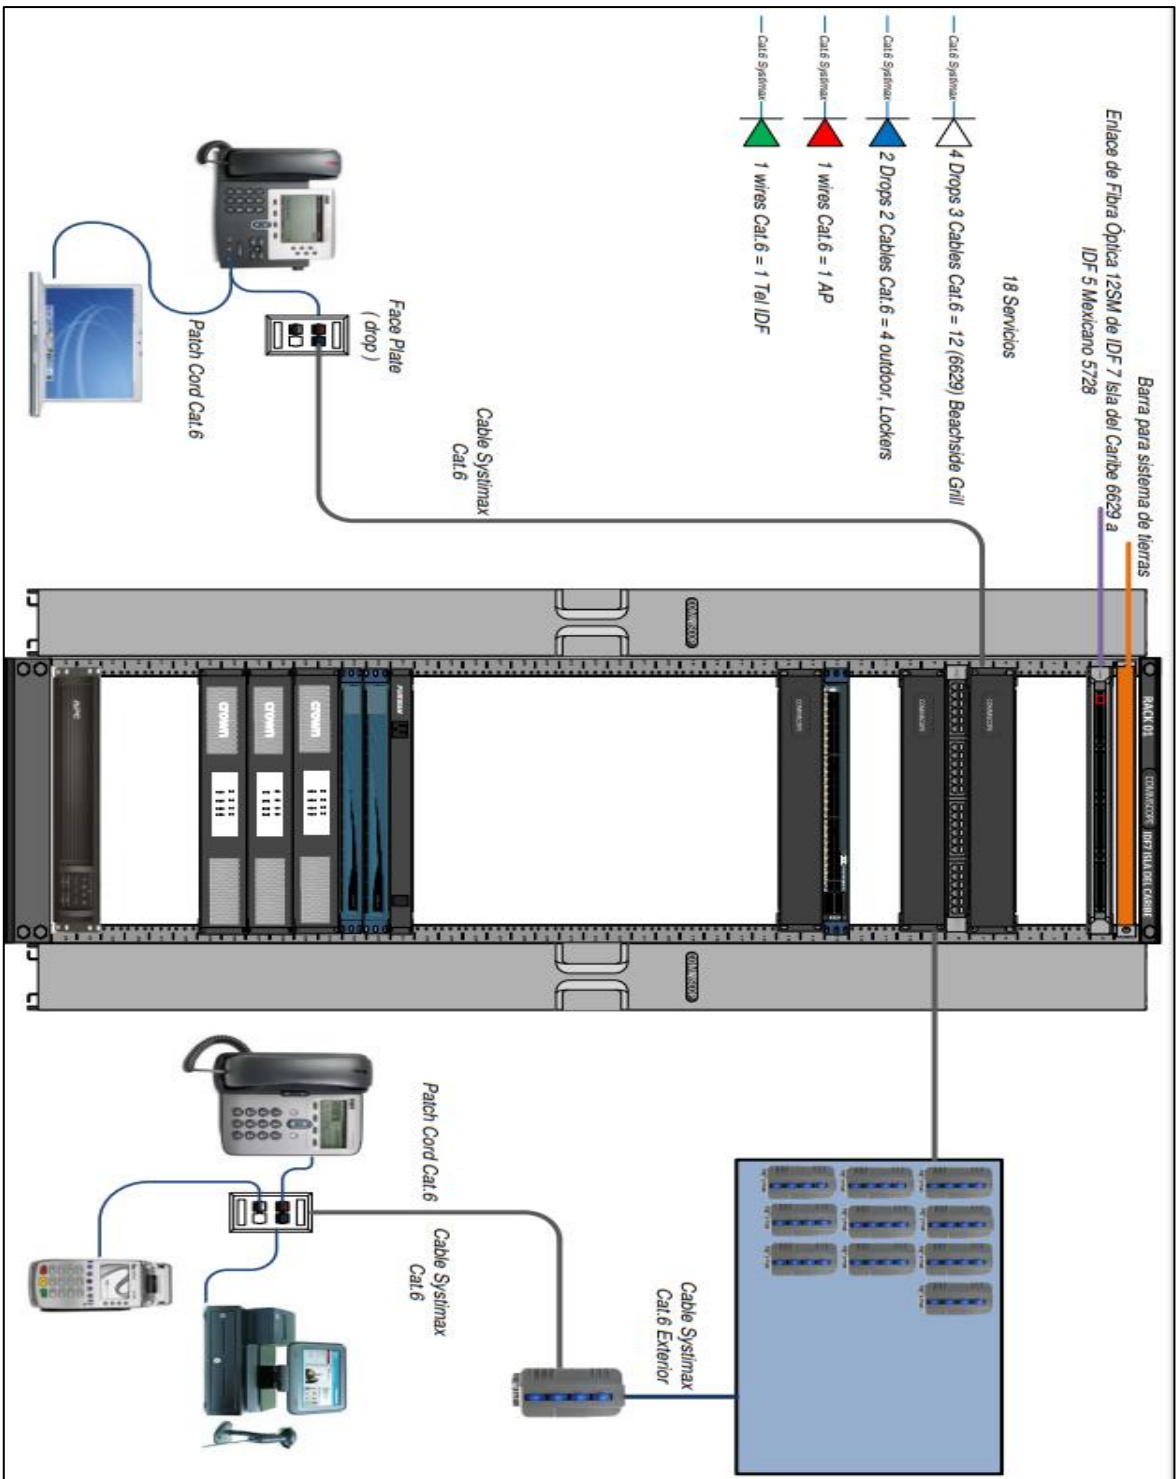 Barra para sistema de tierras
Enlace de Fibra Óptica 12SM de IDF 7 Isla del Caribe 6629 a
IDF 5 Mexicano 5728
18 Servicios
Cat.6 Systimax
4 Drops 3 Cables Cat.6 = 12 (6629) Beachside Grill
Cat.6 Systimax
2 Drops 2 Cables Cat.6 = 4 outdoor, Lockers
Cat.6 Systimax
1 wires Cat.6 = 1 AP
Cat.6 Systimax
1 wires Cat.6 = 1 Tel IDF
Face Plate
( drop )
Patch Cord Cat.6
Cable Systimax
Cat.6
RACK 01
COMMSCOPE
IDF7 ISLA DEL CARIBE
COMMSCOPE
COMMSCOPE
COMMSCOPE
COMMSCOPE
COMMSCOPE
FURMAN
crown
crown
crown
APC
Cable Systimax
Cat.6 Exterior
Patch Cord Cat.6
Cable Systimax
Cat.6